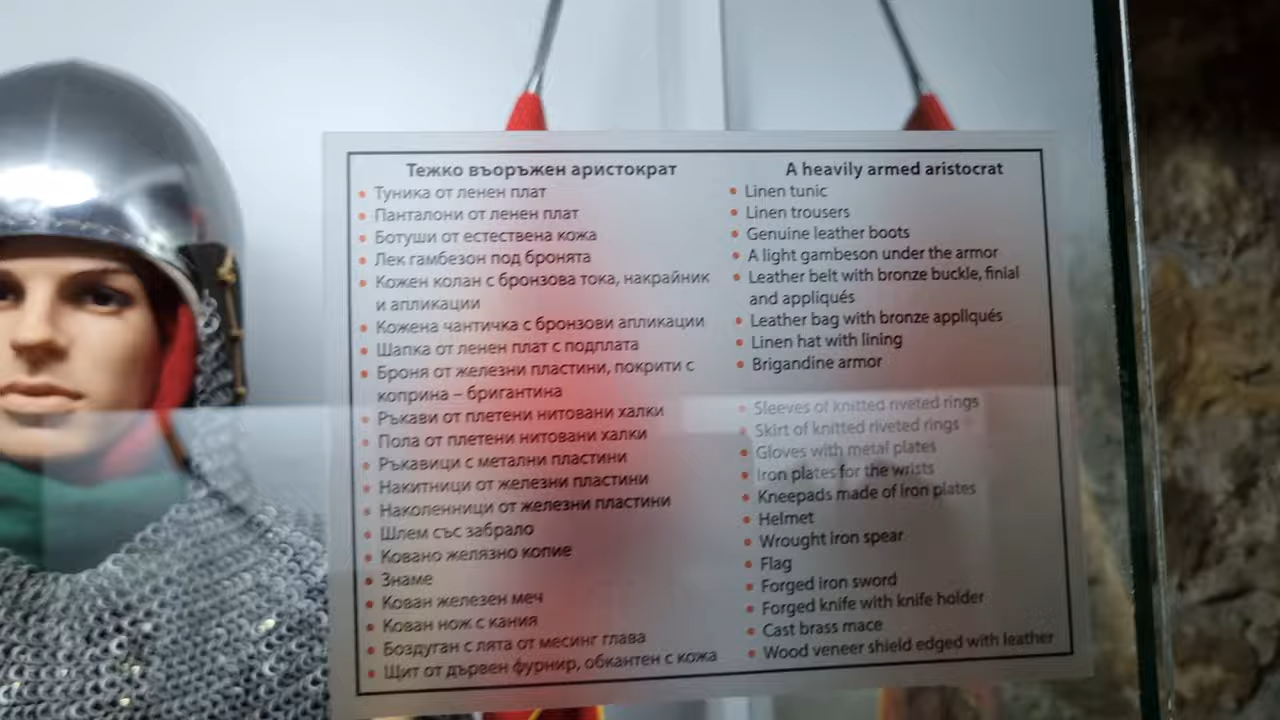 Тежко въоръжен аристократ
• Туника от ленен плат
• Панталони от ленен плат
• Ботуши от естествена кожа
• Лек гамбезон под бронята
• Кожен колан с бронзова тока, накрайник
и апликации
• Кожена чантичка с бронзови апликации
• Шапка от ленен плат с подплата
• Броня от железни пластини, покрити с
коприна – бригантина
• Ръкави от плетени нитовани халки
• Пола от плетени нитовани халки
• Ръкавици с метални пластини
• Накитници от железни пластини
• Наколенници от железни пластини
• Шлем със забрало
• Ковано желязно копие
• Знаме
• Кован железен меч
• Кован нож с кания
• Боздуган с лята от месинг глава
• Щит от дървен фурнир, обкантен с кожа
A heavily armed aristocrat
• Linen tunic
• Linen trousers
• Genuine leather boots
• A light gambeson under the armor
• Leather belt with bronze buckle, finial
and appliqués
• Leather bag with bronze appliqués
• Linen hat with lining
• Brigandine armor
• Sleeves of knitted riveted rings
• Skirt of knitted riveted rings
• Gloves with metal plates
• Iron plates for the wrists
• Kneepads made of iron plates
• Helmet
• Wrought iron spear
• Flag
• Forged iron sword
• Forged knife with knife holder
• Cast brass mace
• Wood veneer shield edged with leather